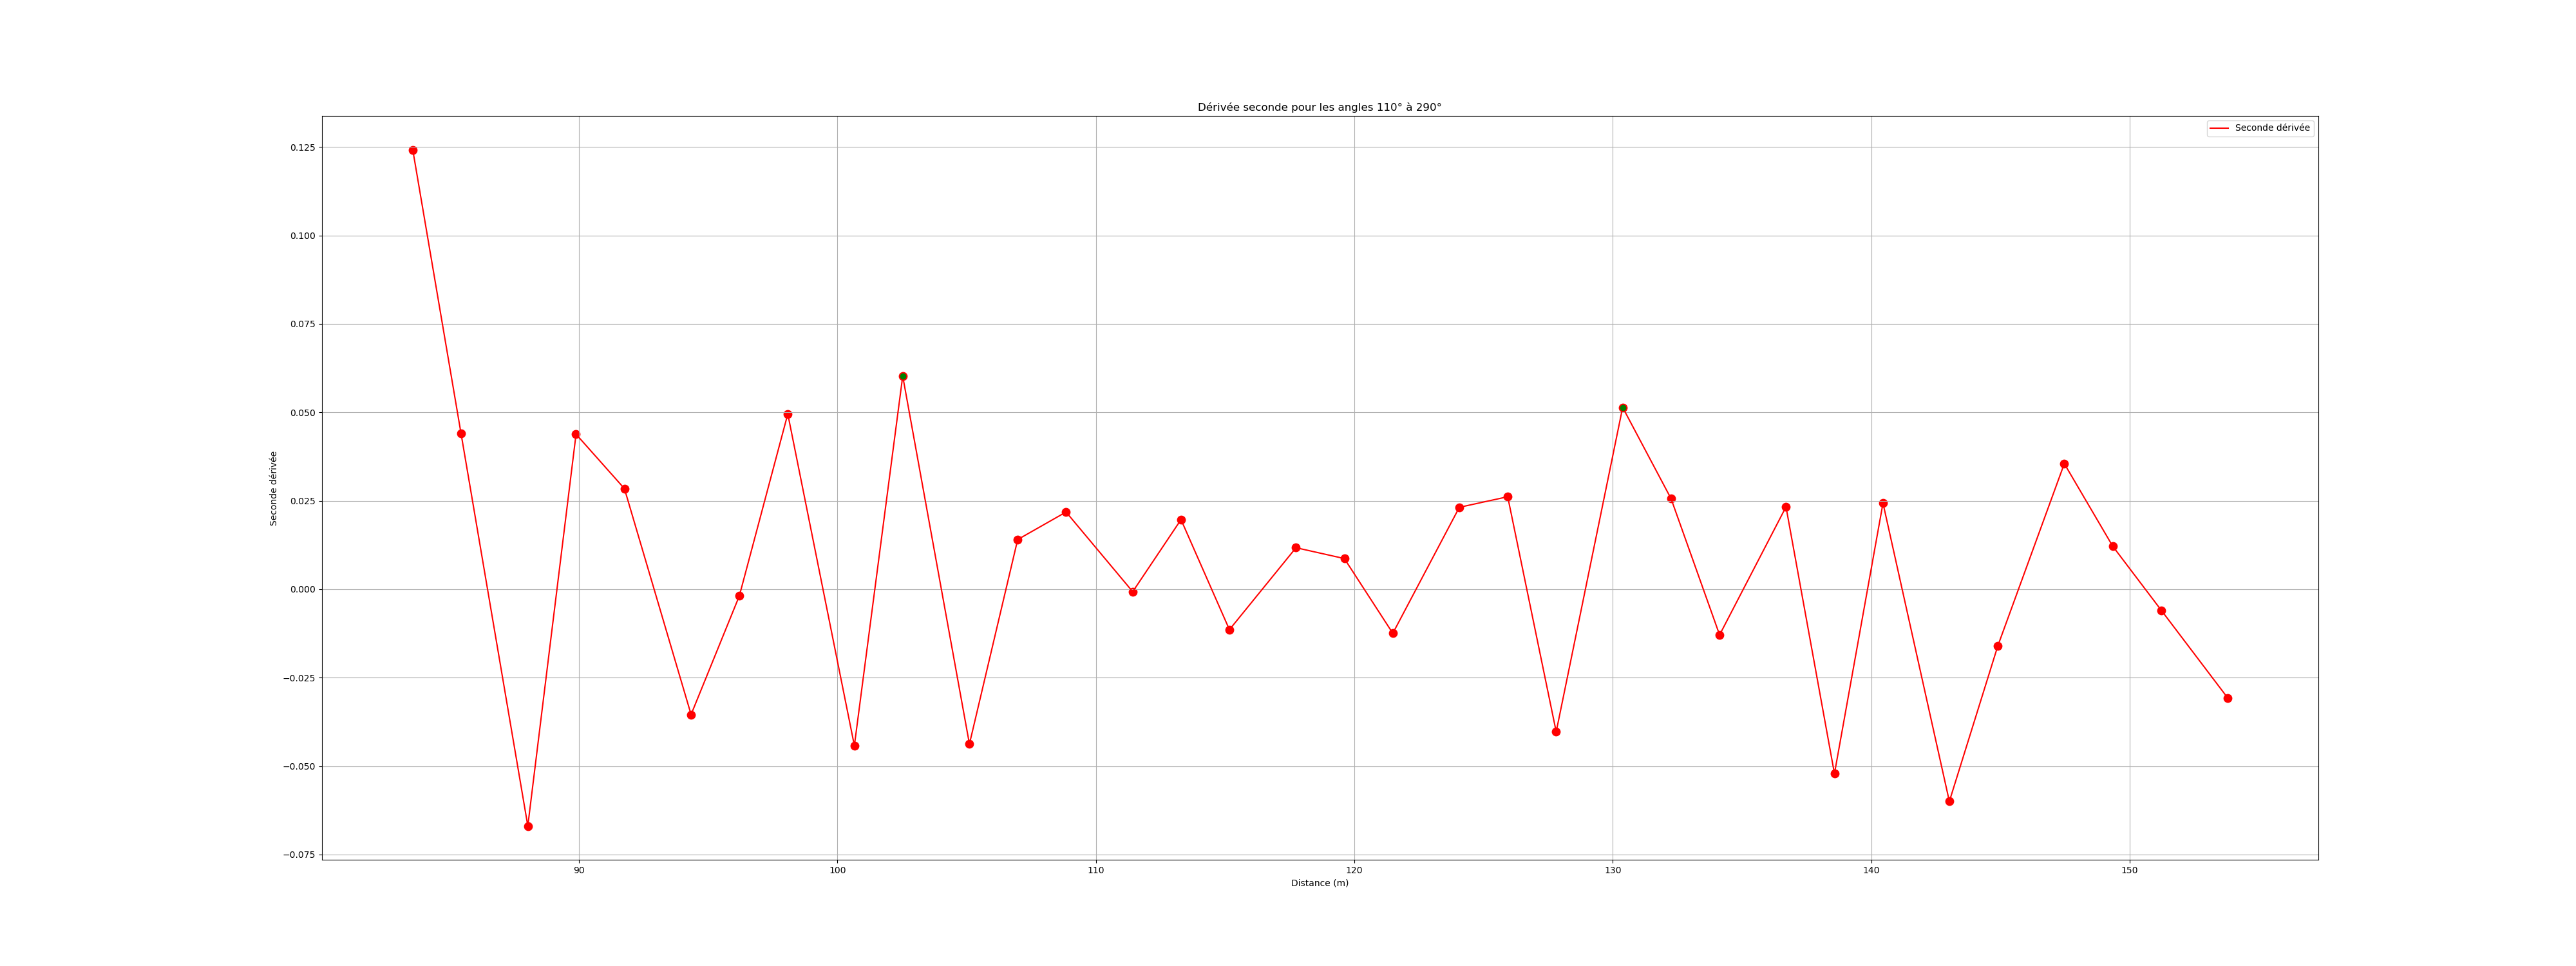 Dérivée seconde pour les angles 110° à 290°
Seconde dérivée
0.125
0.100
0.075
0.050
0.025
0.000
−0.025
−0.050
−0.075
Seconde dérivée
90 100 110 120 130 140 150
Distance (m)